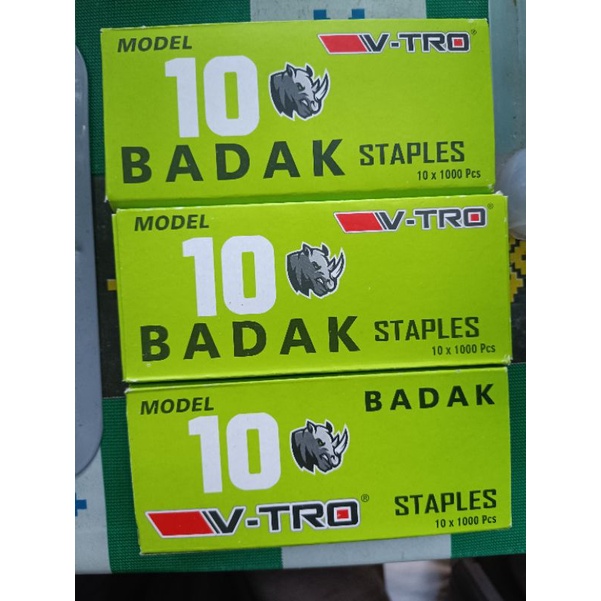 MODEL V-TRO®
10
BADAK STAPLES
10 x 1000 Pcs
MODEL V-TRO®
10
BADAK STAPLES
10 x 1000 Pcs
MODEL BADAK
10
V-TRO® STAPLES
10 x 1000 Pcs